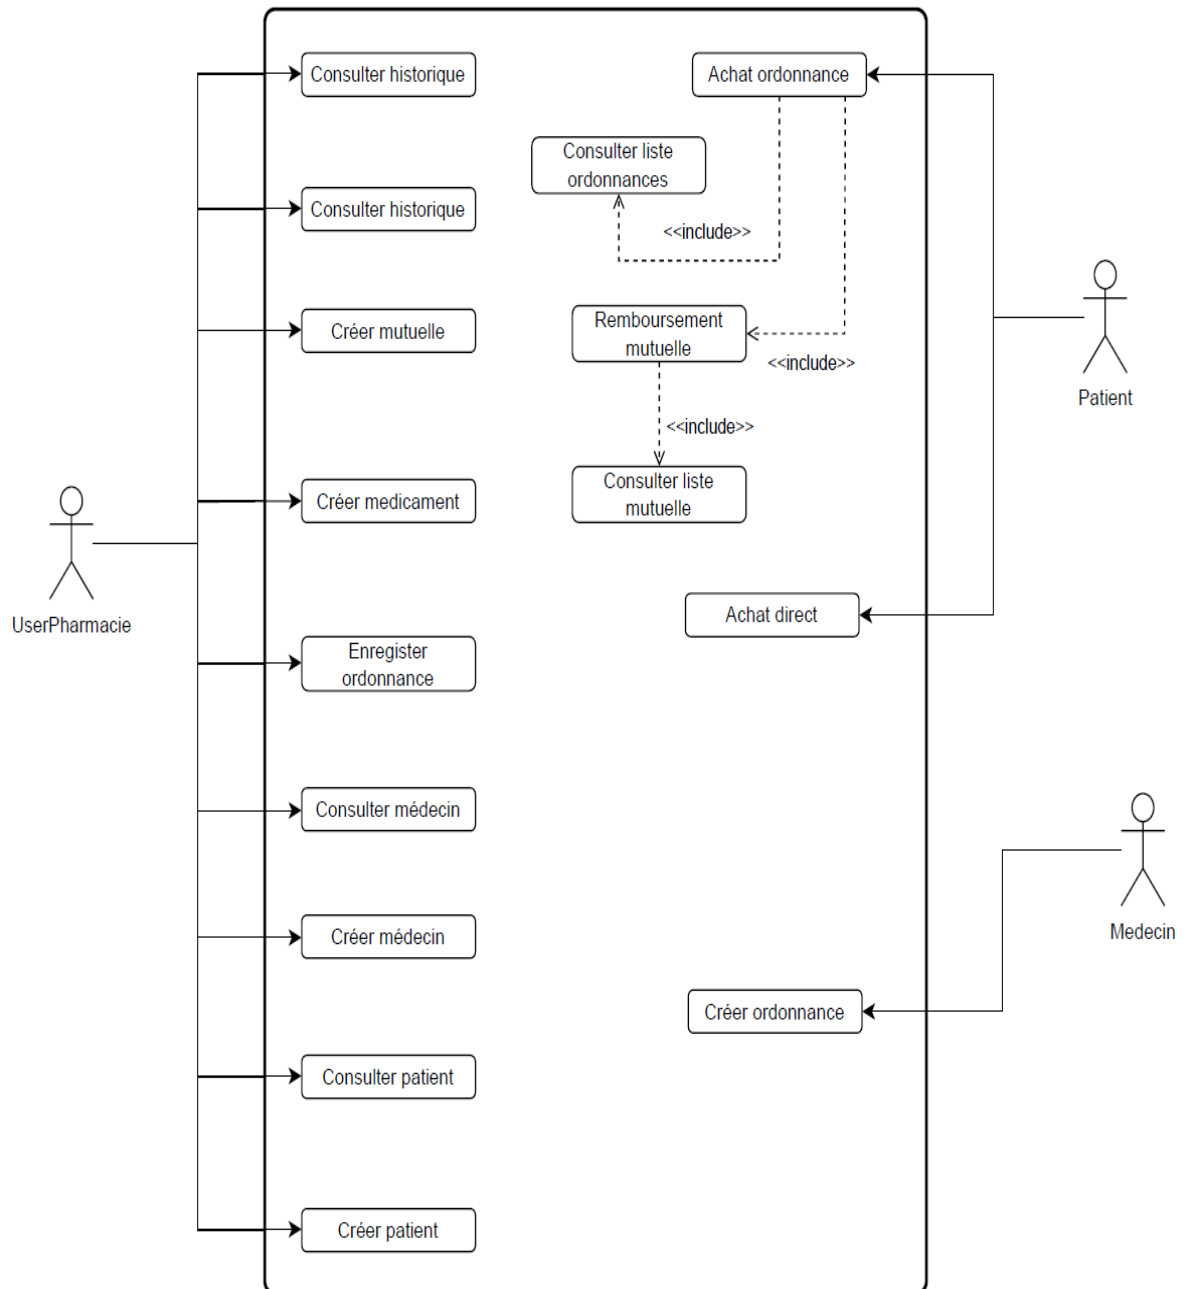 Consulter historique
Achat ordonnance
Consulter liste
ordonnances
Consulter historique
<<include>>
Créer mutuelle
Remboursement
mutuelle
<<include>>
Patient
<<include>>
Créer medicament
Consulter liste
mutuelle
UserPharmacie
Achat direct
Enregister
ordonnance
Consulter médecin
Créer médecin
Medecin
Créer ordonnance
Consulter patient
Créer patient